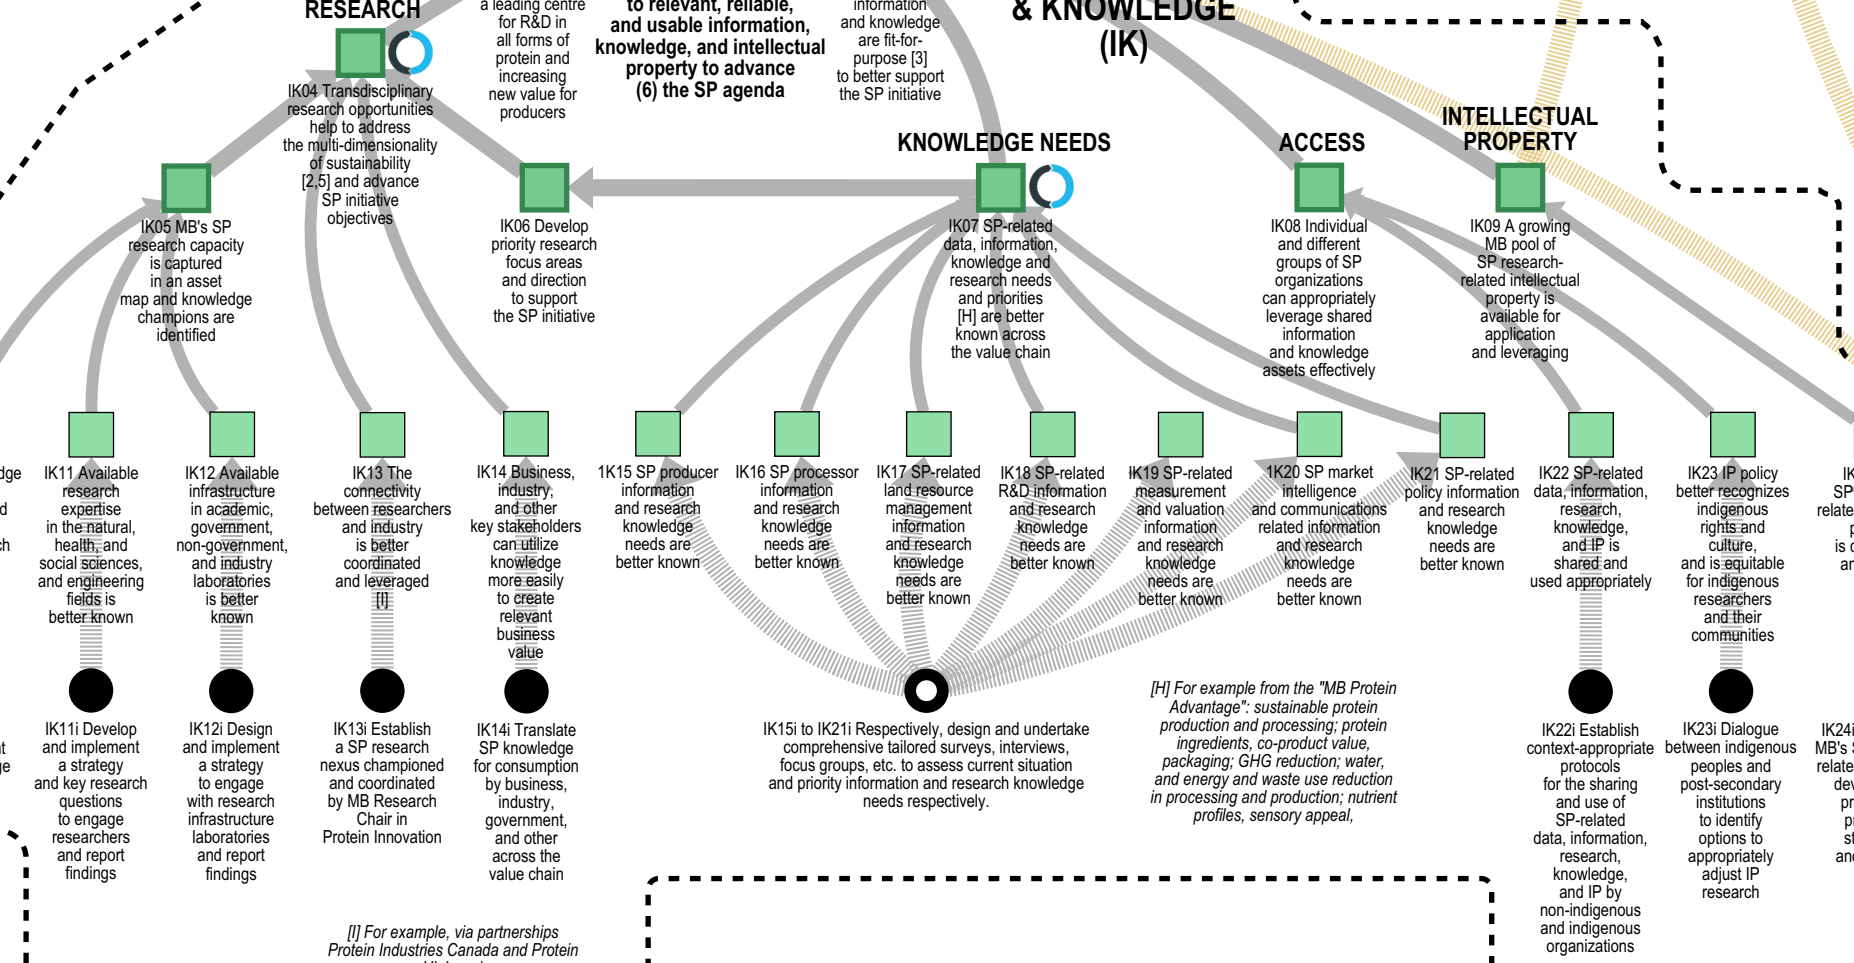 RESEARCH
a leading centre
for R&D in
all forms of
protein and
increasing
new value for
producers
to relevant, reliable,
and usable information,
knowledge, and intellectual
property to advance
(6) the SP agenda
information
and knowledge
are fit-for-
purpose [3]
to better support
the SP initiative
& KNOWLEDGE
(IK)
IK04 Transdisciplinary
research opportunities
help to address
the multi-dimensionality
of sustainability
[2,5] and advance
SP initiative
objectives
KNOWLEDGE NEEDS
ACCESS
INTELLECTUAL
PROPERTY
IK05 MB's SP
research capacity
is captured
in an asset
map and knowledge
champions are
identified
IK06 Develop
priority research
focus areas
and direction
to support
the SP initiative
IK07 SP-related
data, information,
knowledge and
research needs
and priorities
[H] are better
known across
the value chain
IK08 Individual
and different
groups of SP
organizations
can appropriately
leverage shared
information
and knowledge
assets effectively
IK09 A growing
MB pool of
SP research-
related intellectual
property is
available for
application
and leveraging
IK11 Available
research
expertise
in the natural,
health, and
social sciences,
and engineering
fields is
better known
IK12 Available
infrastructure
in academic,
government,
non-government,
and industry
laboratories
is better
known
IK13 The
connectivity
between researchers
and industry
is better
coordinated
and leveraged
[I]
IK14 Business,
industry,
and other
key stakeholders
can utilize
knowledge
more easily
to create
relevant
business
value
1K15 SP producer
information
and research
knowledge
needs are
better known
IK16 SP processor
information
and research
knowledge
needs are
better known
IK17 SP-related
land resource
management
information
and research
knowledge
needs are
better known
IK18 SP-related
R&D information
and research
knowledge
needs are
better known
IK19 SP-related
measurement
and valuation
information
and research
knowledge
needs are
better known
1K20 SP market
intelligence
and communications
related information
and research
knowledge
needs are
better known
IK21 SP-related
policy information
and research
knowledge
needs are
better known
IK22 SP-related
data, information,
research,
knowledge,
and IP is
shared and
used appropriately
IK23 IP policy
better recognizes
indigenous
rights and
culture,
and is equitable
for indigenous
researchers
and their
communities
IK11i Develop
and implement
a strategy
and key research
questions
to engage
researchers
and report
findings
IK12i Design
and implement
a strategy
to engage
with research
infrastructure
laboratories
and report
findings
IK13i Establish
a SP research
nexus championed
and coordinated
by MB Research
Chair in
Protein Innovation
IK14i Translate
SP knowledge
for consumption
by business,
industry,
government,
and other
across the
value chain
IK15i to IK21i Respectively, design and undertake
comprehensive tailored surveys, interviews,
focus groups, etc. to assess current situation
and priority information and research knowledge
needs respectively.
[H] For example from the "MB Protein
Advantage": sustainable protein
production and processing; protein
ingredients, co-product value,
packaging; GHG reduction; water,
and energy and waste use reduction
in processing and production; nutrient
profiles, sensory appeal,
IK22i Establish
context-appropriate
protocols
for the sharing
and use of
SP-related
data, information,
research,
knowledge,
and IP by
non-indigenous
and indigenous
organizations
IK23i Dialogue
between indigenous
peoples and
post-secondary
institutions
to identify
options to
appropriately
adjust IP
research
IK24i
MB's
[I] For example, via partnerships
Protein Industries Canada and Protein